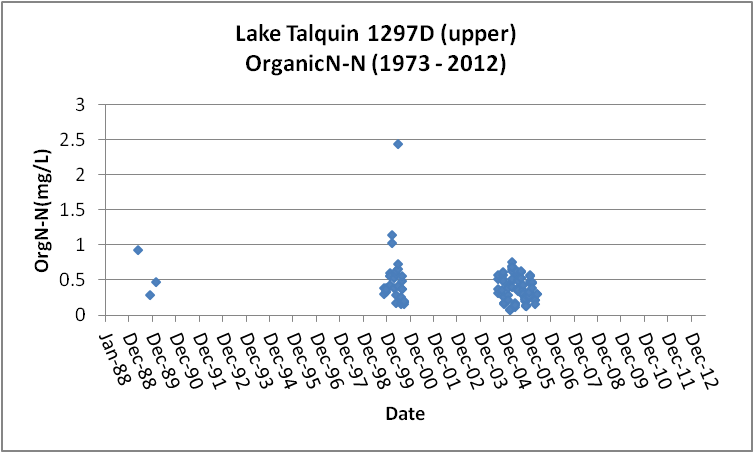 Lake Talquin 1297D (upper)
OrganicN-N (1973 - 2012)
OrgN-N(mg/L)
3
2.5
2
1.5
1
0.5
0
Jan-88
Dec-88
Dec-89
Dec-90
Dec-91
Dec-92
Dec-93
Dec-94
Dec-95
Dec-96
Dec-97
Dec-98
Dec-99
Dec-00
Dec-01
Dec-02
Dec-03
Dec-04
Dec-05
Dec-06
Dec-07
Dec-08
Dec-09
Dec-10
Dec-11
Dec-12
Date